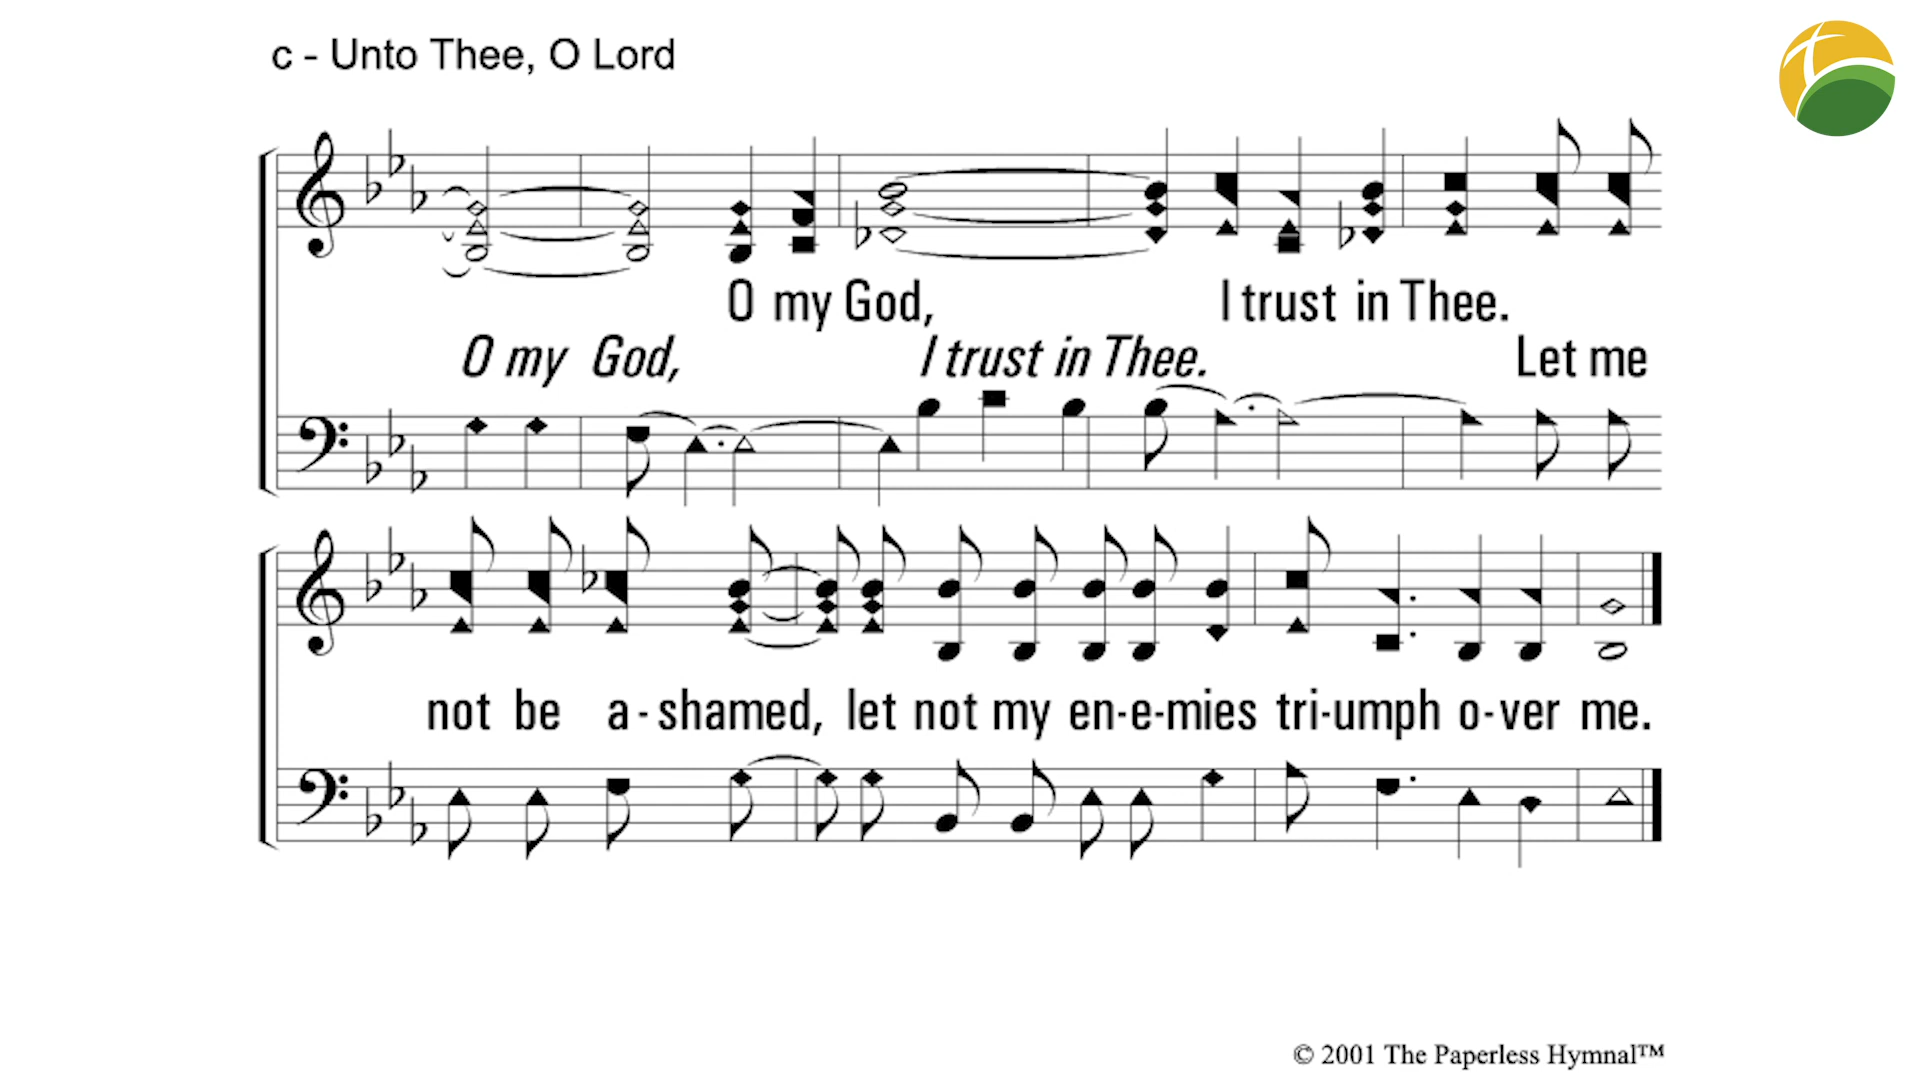 c - Unto Thee, O Lord
O my God, I trust in Thee.
O my God, I trust in Thee. Let me
not be a - shamed, let not my en-e-mies tri-umph o-ver me.
© 2001 The Paperless Hymnal™